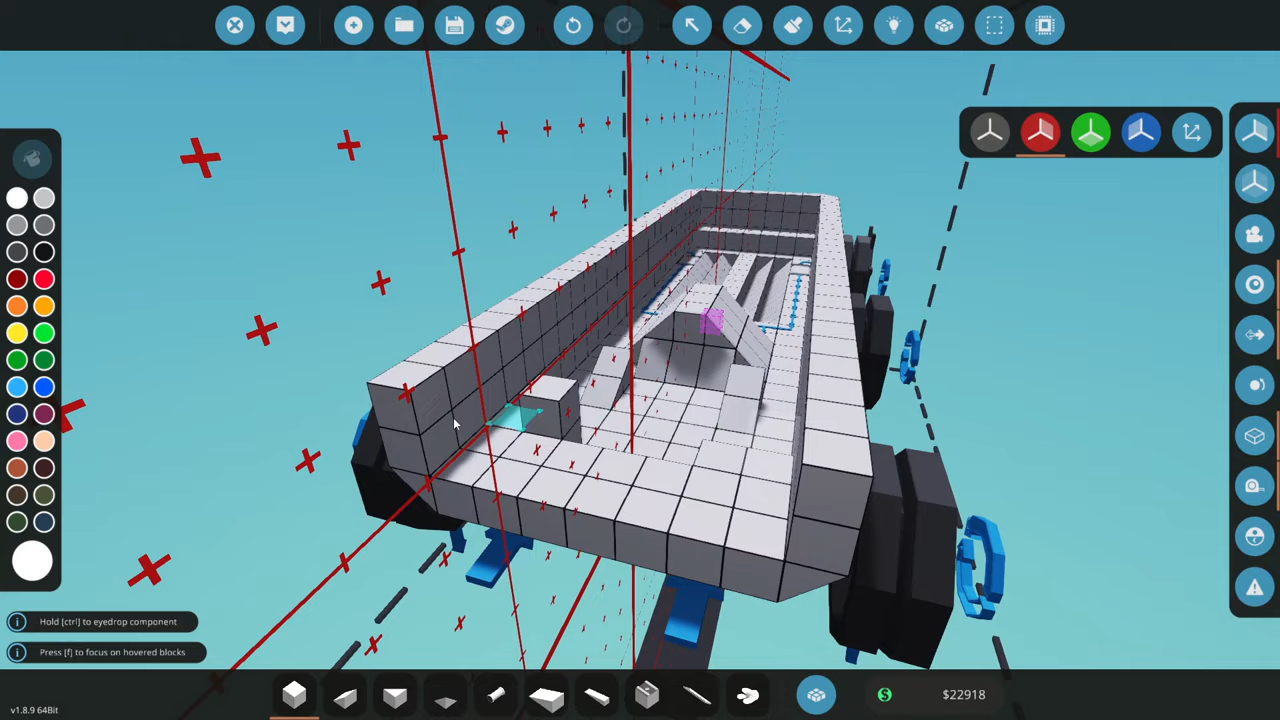 Hold [ctrl] to eyedrop component
Press [f] to focus on hovered blocks
v1.8.9 64Bit
$
$22918